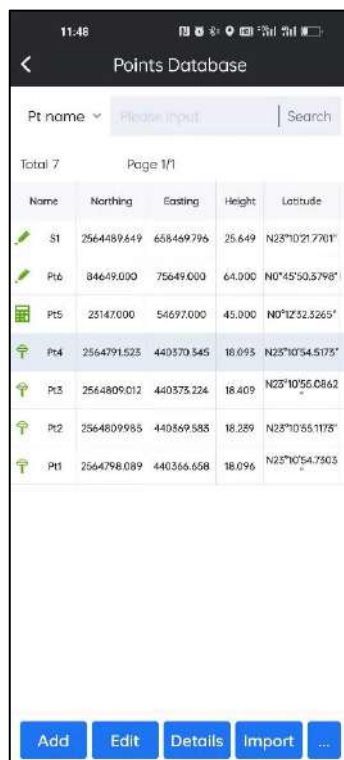 11:48
Points Database
Pt name Please input Search
Total 7 Page 1/1
Name Northing Easting Height Latitude
S1 2564489.649 658469.796 25.649 N23°10'21.7701"
Pt6 84649.000 75649.000 64.000 N0°45'50.3798"
Pt5 23147.000 54697.000 45.000 N0°12'32.3265"
Pt4 2564791.523 440370.345 18.093 N23°10'54.5173"
Pt3 2564809.012 440373.224 18.409 N23°10'55.0862
"
Pt2 2564809.985 440369.583 18.239 N23°10'55.1173"
Pt1 2564798.089 440366.658 18.096 N23°10'54.7303
"
Add Edit Details Import ...